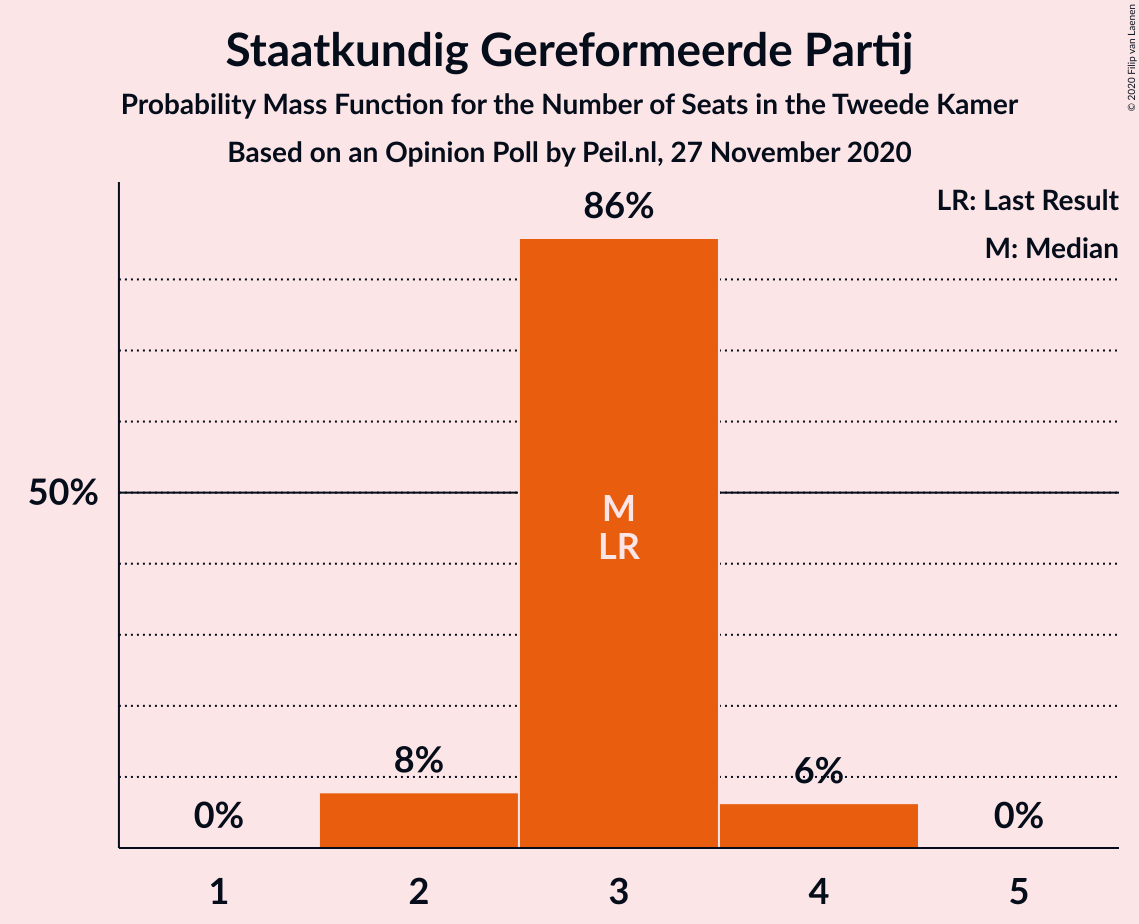 Staatkundig Gereformeerde Partij
Probability Mass Function for the Number of Seats in the Tweede Kamer
Based on an Opinion Poll by Peil.nl, 27 November 2020
© 2020 Filip van Laenen
LR: Last Result
M: Median
86%
50%
M
LR
8%
6%
0%
0%
1 2 3 4 5